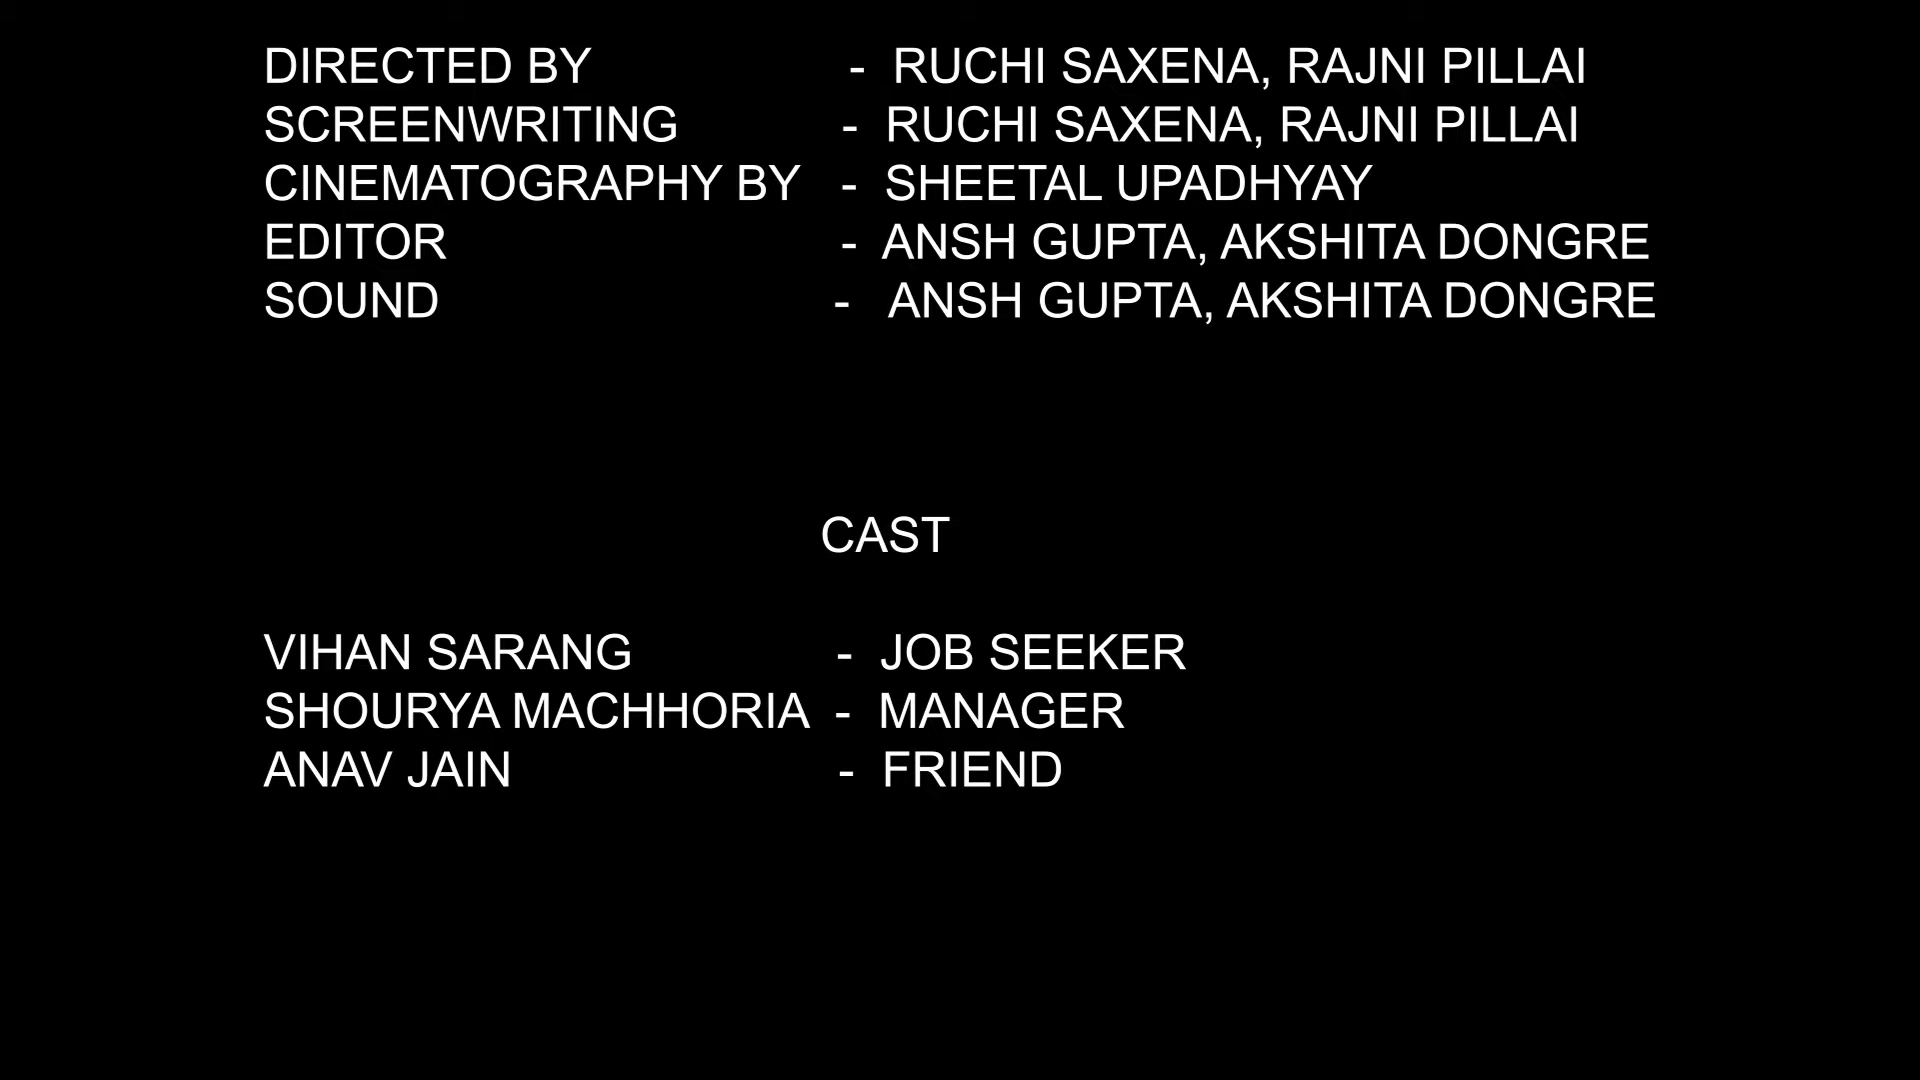 DIRECTED BY - RUCHI SAXENA, RAJNI PILLAI
SCREENWRITING - RUCHI SAXENA, RAJNI PILLAI
CINEMATOGRAPHY BY - SHEETAL UPADHYAY
EDITOR - ANSH GUPTA, AKSHITA DONGRE
SOUND - ANSH GUPTA, AKSHITA DONGRE
CAST
VIHAN SARANG - JOB SEEKER
SHOURYA MACHHORIA - MANAGER
ANAV JAIN - FRIEND